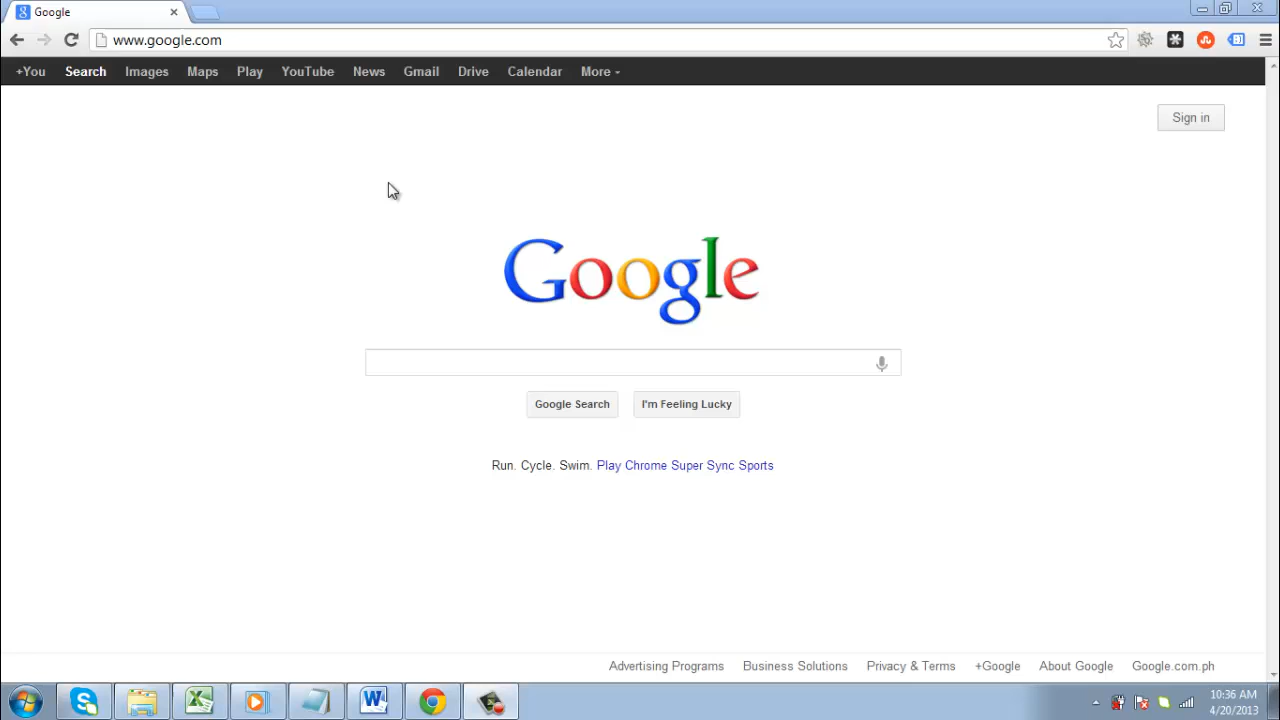 Google
www.google.com
+You Search Images Maps Play YouTube News Gmail Drive Calendar More
Sign in
Google
Google Search I'm Feeling Lucky
Run. Cycle. Swim. Play Chrome Super Sync Sports
Advertising Programs Business Solutions Privacy & Terms +Google About Google Google.com.ph
10:36 AM
4/20/2013